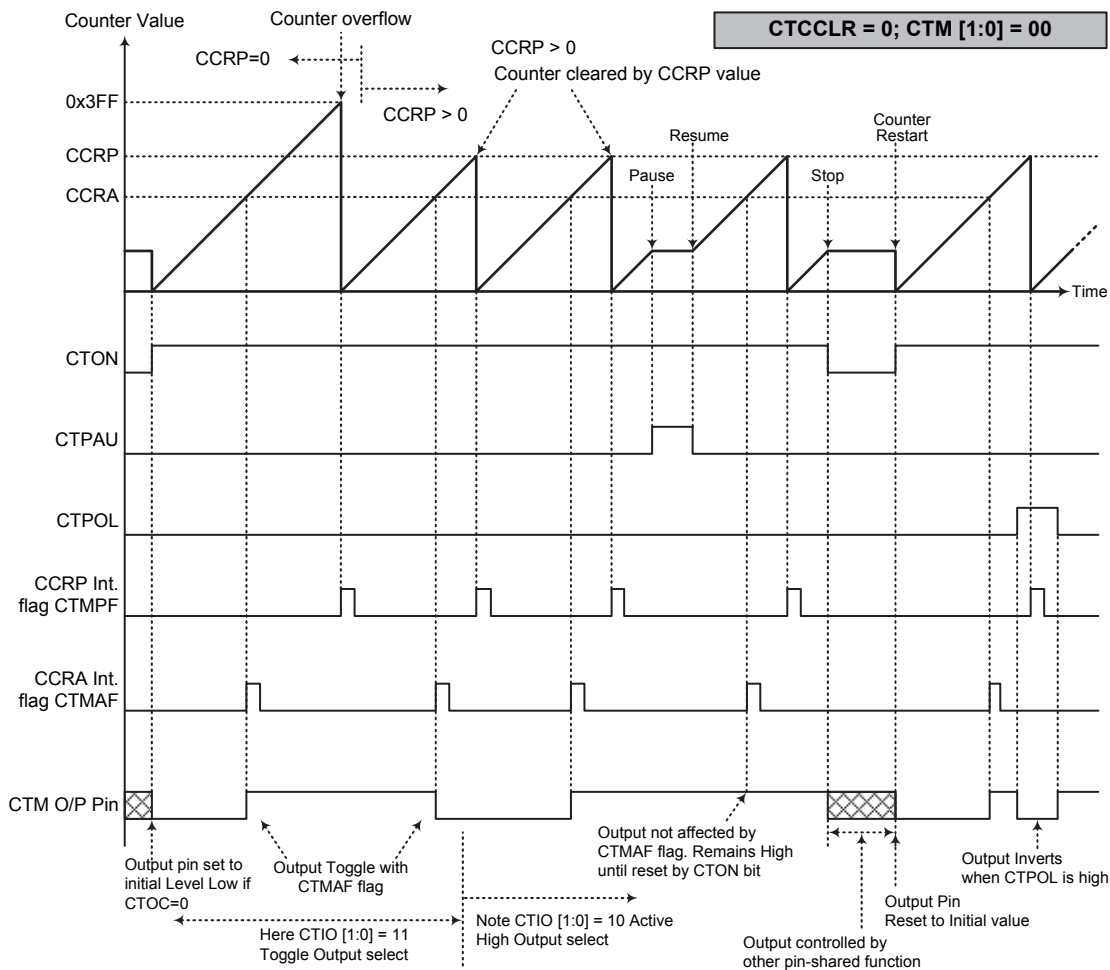 Counter Value
Counter overflow
CTCCLR = 0; CTM [1:0] = 00
CCRP=0
CCRP > 0
CCRP > 0
Counter cleared by CCRP value
0x3FF
CCRP
CCRA
Pause
Resume
Stop
Counter
Restart
Time
CTON
CTPAU
CTPOL
CCRP Int.
flag CTMPF
CCRA Int.
flag CTMAF
CTM O/P Pin
Output pin set to
initial Level Low if
CTOC=0
Output Toggle with
CTMAF flag
Here CTIO [1:0] = 11
Toggle Output select
Note CTIO [1:0] = 10 Active
High Output select
Output not affected by
CTMAF flag. Remains High
until reset by CTON bit
Output controlled by
other pin-shared function
Output Pin
Reset to Initial value
Output Inverts
when CTPOL is high